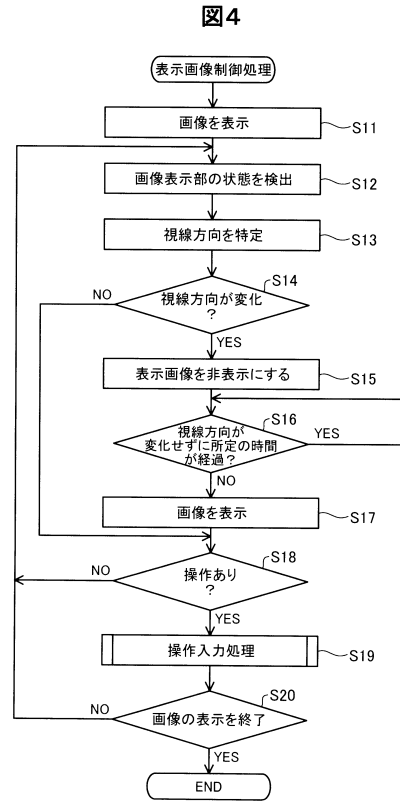 図4
表示画像制御処理
画像を表示
S11
画像表示部の状態を検出
S12
視線方向を特定
S13
S14
NO
視線方向が変化
?
YES
表示画像を非表示にする
S15
S16
視線方向が
変化せずに所定の時間
が経過?
YES
NO
画像を表示
S17
S18
NO
操作あり
?
YES
操作入力処理
S19
S20
NO
画像の表示を終了
YES
END